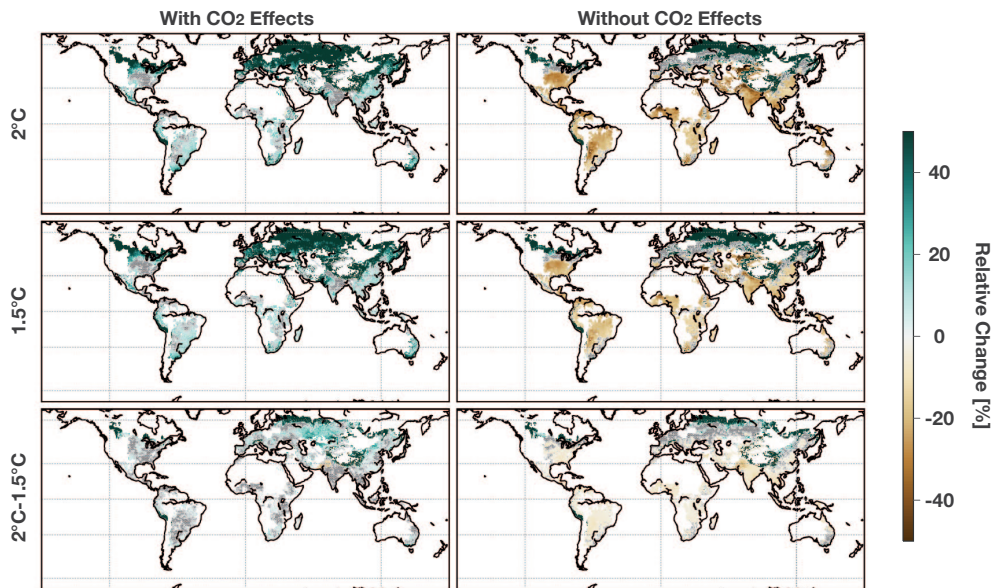 With CO2 Effects
Without CO2 Effects
2°C
1.5°C
2°C-1.5°C
40
20
0
-20
-40
Relative Change [%]